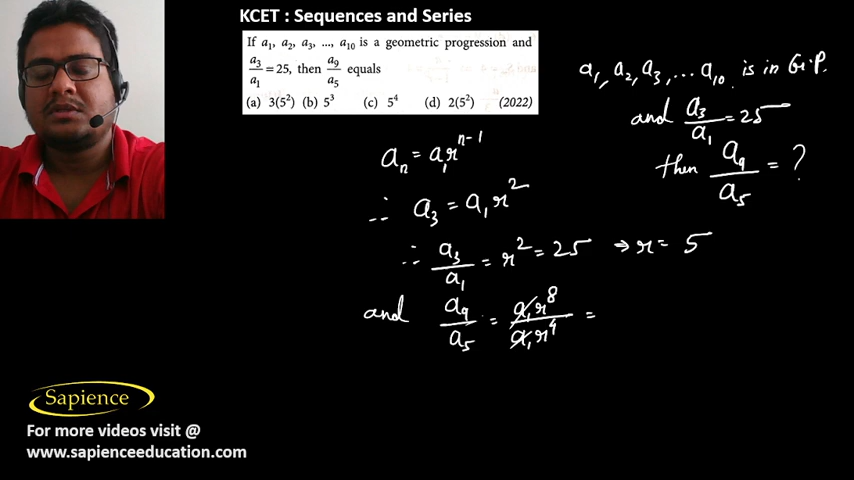 KCET : Sequences and Series
If a₁, a₂, a₃, ..., a₁₀ is a geometric progression and
a₃/a₁ = 25, then a₉/a₅ equals
(a) 3(5²) (b) 5³ (c) 5⁴ (d) 2(5²) (2022)
a₁, a₂, a₃, ... a₁₀ is in G.P.
and a₃/a₁ = 25
then a₉/a₅ = ?
aₙ = a₁rⁿ⁻¹
∴ a₃ = a₁r²
∴ a₃/a₁ = r² = 25 → r = 5
and a₉/a₅ = a₁r⁸/a₁r⁴ =
Sapience
For more videos visit @
www.sapienceeducation.com